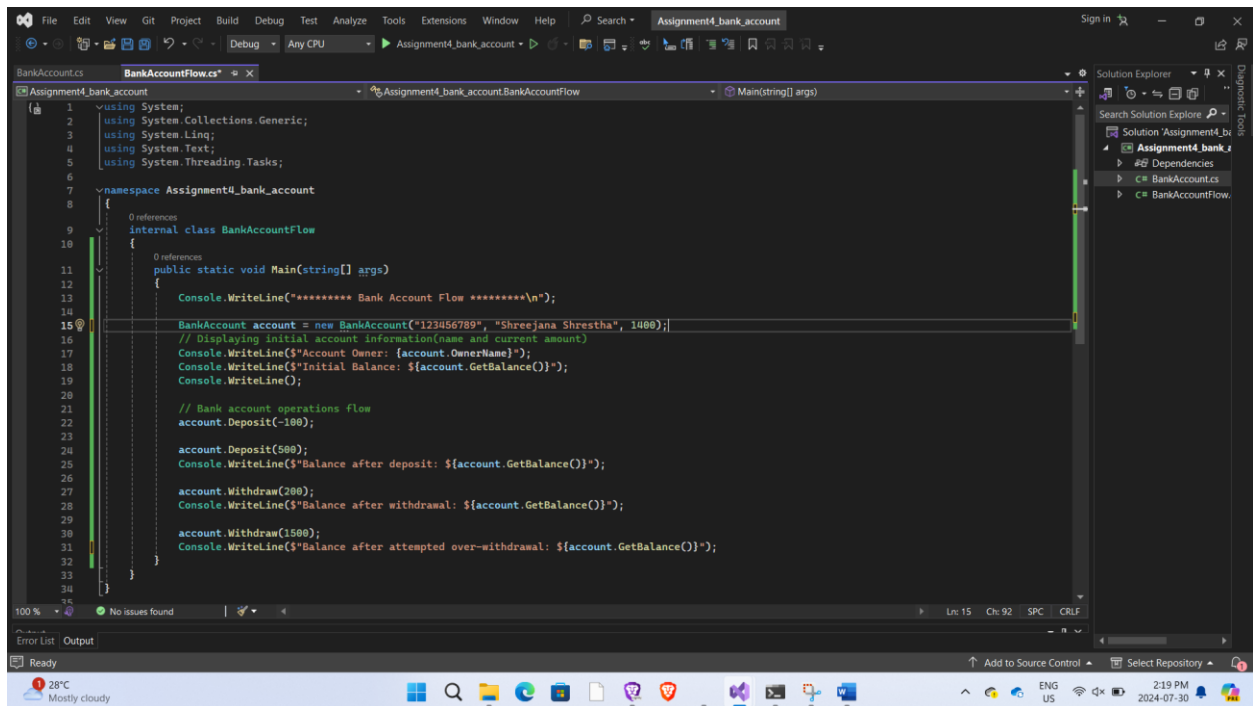 File Edit View Git Project Build Debug Test Analyze Tools Extensions Window Help Search Assignment4_bank_account Sign in
Debug Any CPU Assignment4_bank_account
BankAccount.cs BankAccountFlow.cs*
Assignment4_bank_account Assignment4_bank_account.BankAccountFlow Main(string[] args)
1 using System;
2 using System.Collections.Generic;
3 using System.Linq;
4 using System.Text;
5 using System.Threading.Tasks;
6
7 namespace Assignment4_bank_account
8 {
0 references
9 internal class BankAccountFlow
10 {
0 references
11 public static void Main(string[] args)
12 {
13 Console.WriteLine("********* Bank Account Flow *********\n");
14
15 BankAccount account = new BankAccount("123456789", "Shreejana Shrestha", 1400);
16 // Displaying initial account information(name and current amount)
17 Console.WriteLine($"Account Owner: {account.OwnerName}");
18 Console.WriteLine($"Initial Balance: ${account.GetBalance()}");
19 Console.WriteLine();
20
21 // Bank account operations flow
22 account.Deposit(-100);
23
24 account.Deposit(500);
25 Console.WriteLine($"Balance after deposit: ${account.GetBalance()}");
26
27 account.Withdraw(200);
28 Console.WriteLine($"Balance after withdrawal: ${account.GetBalance()}");
29
30 account.Withdraw(1500);
31 Console.WriteLine($"Balance after attempted over-withdrawal: ${account.GetBalance()}");
32 }
33 }
34 }
35
100 % No issues found Ln: 15 Ch: 92 SPC CRLF
Solution Explorer
Search Solution Explore
Solution 'Assignment4_ba
Assignment4_bank_a
Dependencies
C# BankAccount.cs
C# BankAccountFlow.
Diagnostic Tools
Output
Error List Output
Ready Add to Source Control Select Repository 1
1 28°C
Mostly cloudy
ENG
US
2:19 PM
2024-07-30
PRE